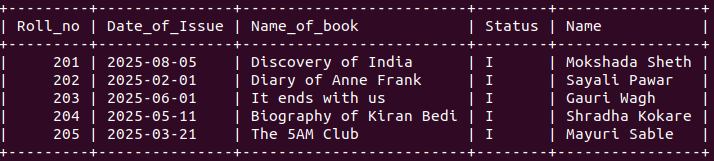 +---------+---------------+------------------------+--------+----------------+
| Roll_no | Date_of_Issue | Name_of_book           | Status | Name           |
+---------+---------------+------------------------+--------+----------------+
|     201 | 2025-08-05    | Discovery of India     | I      | Mokshada Sheth |
|     202 | 2025-02-01    | Diary of Anne Frank    | I      | Sayali Pawar   |
|     203 | 2025-06-01    | It ends with us        | I      | Gauri Wagh     |
|     204 | 2025-05-11    | Biography of Kiran Bedi | I      | Shradha Kokare |
|     205 | 2025-03-21    | The 5AM Club           | I      | Mayuri Sable   |
+---------+---------------+------------------------+--------+----------------+